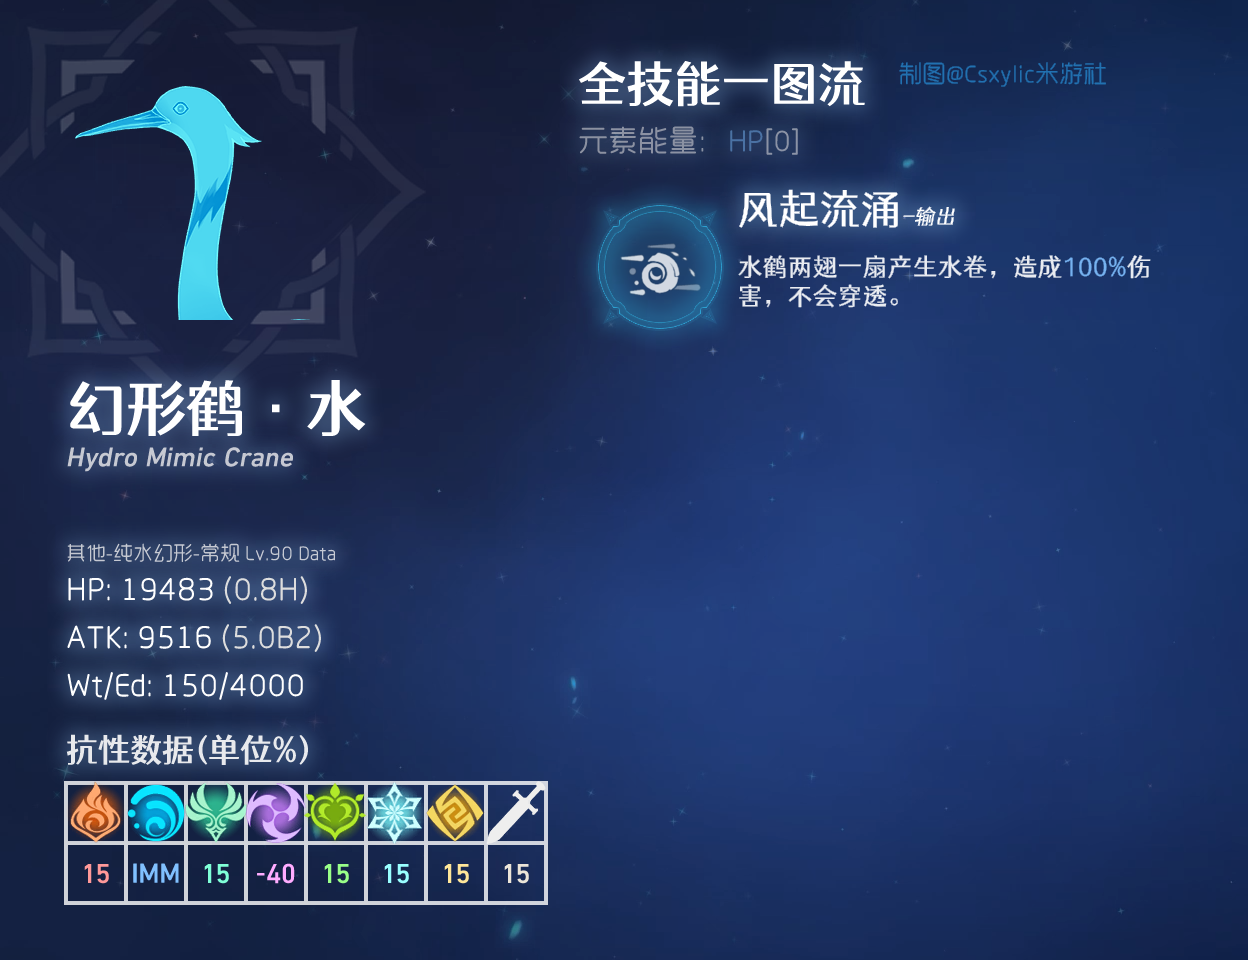 全技能一图流
制图@Csxylic米游社
元素能量: HP[0]
风起流涌-输出
水鹤两翅一扇产生水卷，造成100%伤
害，不会穿透。
幻形鹤·水
Hydro Mimic Crane
其他-纯水幻形-常规 Lv.90 Data
HP: 19483 (0.8H)
ATK: 9516 (5.0B2)
Wt/Ed: 150/4000
抗性数据(单位%)
15 IMM 15 -40 15 15 15 15